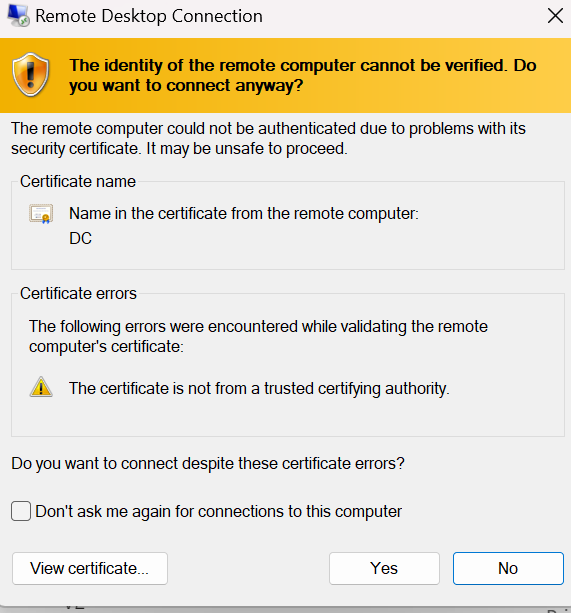 Remote Desktop Connection
The identity of the remote computer cannot be verified. Do
you want to connect anyway?
The remote computer could not be authenticated due to problems with its
security certificate. It may be unsafe to proceed.
Certificate name
Name in the certificate from the remote computer:
DC
Certificate errors
The following errors were encountered while validating the remote
computer's certificate:
The certificate is not from a trusted certifying authority.
Do you want to connect despite these certificate errors?
Don't ask me again for connections to this computer
View certificate...
Yes
No